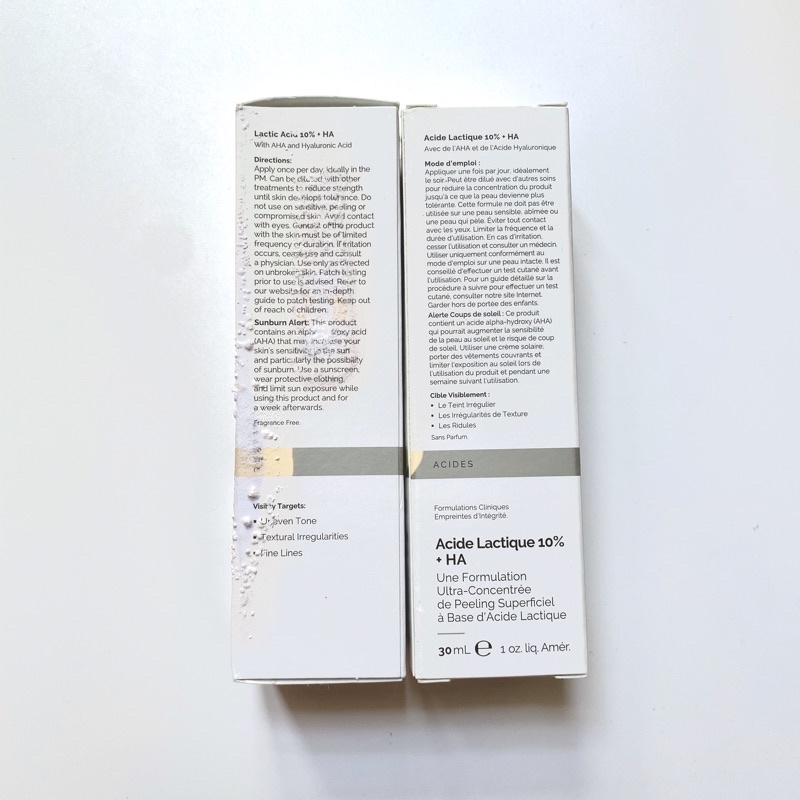 Lactic Acid 10% + HA
With AHA and Hyaluronic Acid
Directions:
Apply once per day, idually in the
PM. Can be diluted with other
treatments to reduce strength
until skin develops tolerance. Do
not use on sensitive, peeling or
compromised skin. Avoid contact
with eyes. Contact of the product
with the skin must be of limited
frequency or duration. If irritation
occurs, cease use and consult
a physician. Use only as directed
on unbroken skin. Patch testing
prior to use is advised. Refer to
our website for an in-depth
guide to patch testing. Keep out
of reach of children.
Sunburn Alert: This product
contains an alpha hydroxy acid
(AHA) that may increase your
skin's sensitivity to the sun
and particularly the possibility
of sunburn. Use a sunscreen,
wear protective clothing,
and limit sun exposure while
using this product and for
a week afterwards.
Fragrance Free.
Visibly Targets:
• Uneven Tone
• Textural Irregularities
• Fine Lines
Acide Lactique 10% + HA
Avec de l'AHA et de l'Acide Hyaluronique
Mode d'emploi :
Appliquer une fois par jour, idéalement
le soir. Peut être dilué avec d'autres soins
pour réduire la concentration du produit
jusqu'à ce que la peau devienne plus
tolérante. Cette formule ne doit pas être
utilisée sur une peau sensible, abîmée ou
une peau qui pèle. Éviter tout contact
avec les yeux. Limiter la fréquence et la
durée d'utilisation. En cas d'irritation,
cesser l'utilisation et consulter un médecin.
Utiliser uniquement conformément au
mode d'emploi sur une peau intacte. Il est
conseillé d'effectuer un test cutané avant
l'utilisation. Pour un guide détaillé sur la
procédure à suivre pour effectuer un test
cutané, consulter notre site Internet.
Garder hors de portée des enfants.
Alerte Coups de soleil : Ce produit
contient un acide alpha-hydroxy (AHA)
qui pourrait augmenter la sensibilité
de la peau au soleil et le risque de coup
de soleil. Utiliser une crème solaire,
porter des vêtements couvrants et
limiter l'exposition au soleil lors de
l'utilisation du produit et pendant une
semaine suivant l'utilisation.
Cible Visiblement :
• Le Teint Irrégulier
• Les Irrégularités de Texture
• Les Ridules
Sans Parfum.
ACIDES
Formulations Cliniques
Empreintes d'Intégrité.
Acide Lactique 10%
+ HA
Une Formulation
Ultra-Concentrée
de Peeling Superficiel
à Base d'Acide Lactique
30 mL e 1 oz. liq. Amér.